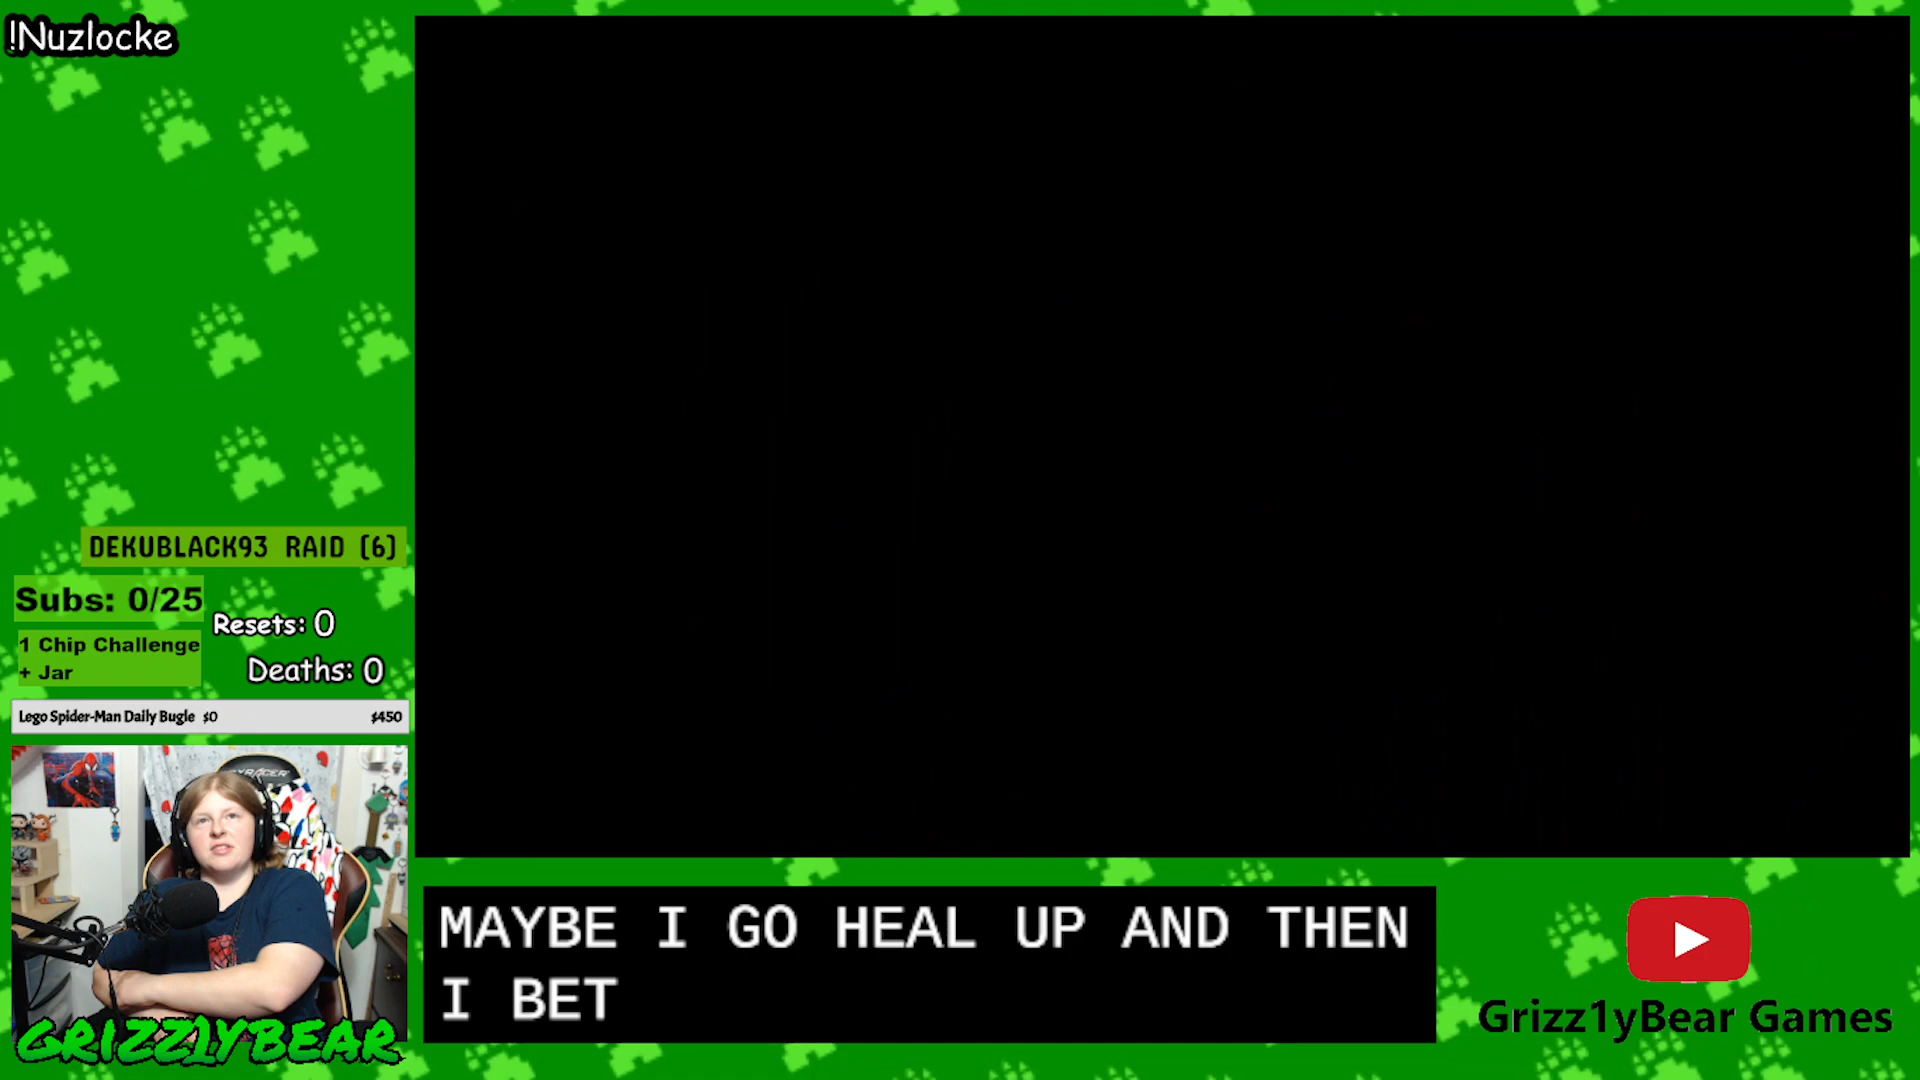 !Nuzlocke
DEKUBLACK93 RAID (6)
Subs: 0/25
Resets: 0
1 Chip Challenge
+ Jar
Deaths: 0
Lego Spider-Man Daily Bugle $0 $450
GRIZZ1YBEAR
MAYBE I GO HEAL UP AND THEN
I BET
Grizz1yBear Games